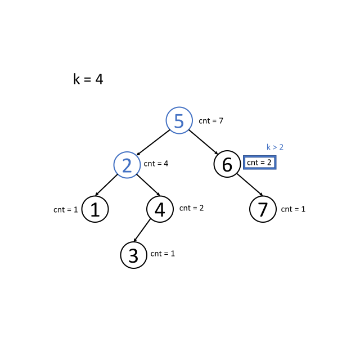 k = 4
5
cnt = 7
k > 2
2
cnt = 4
6
cnt = 2
cnt = 1
1
4
cnt = 2
7
cnt = 1
3
cnt = 1